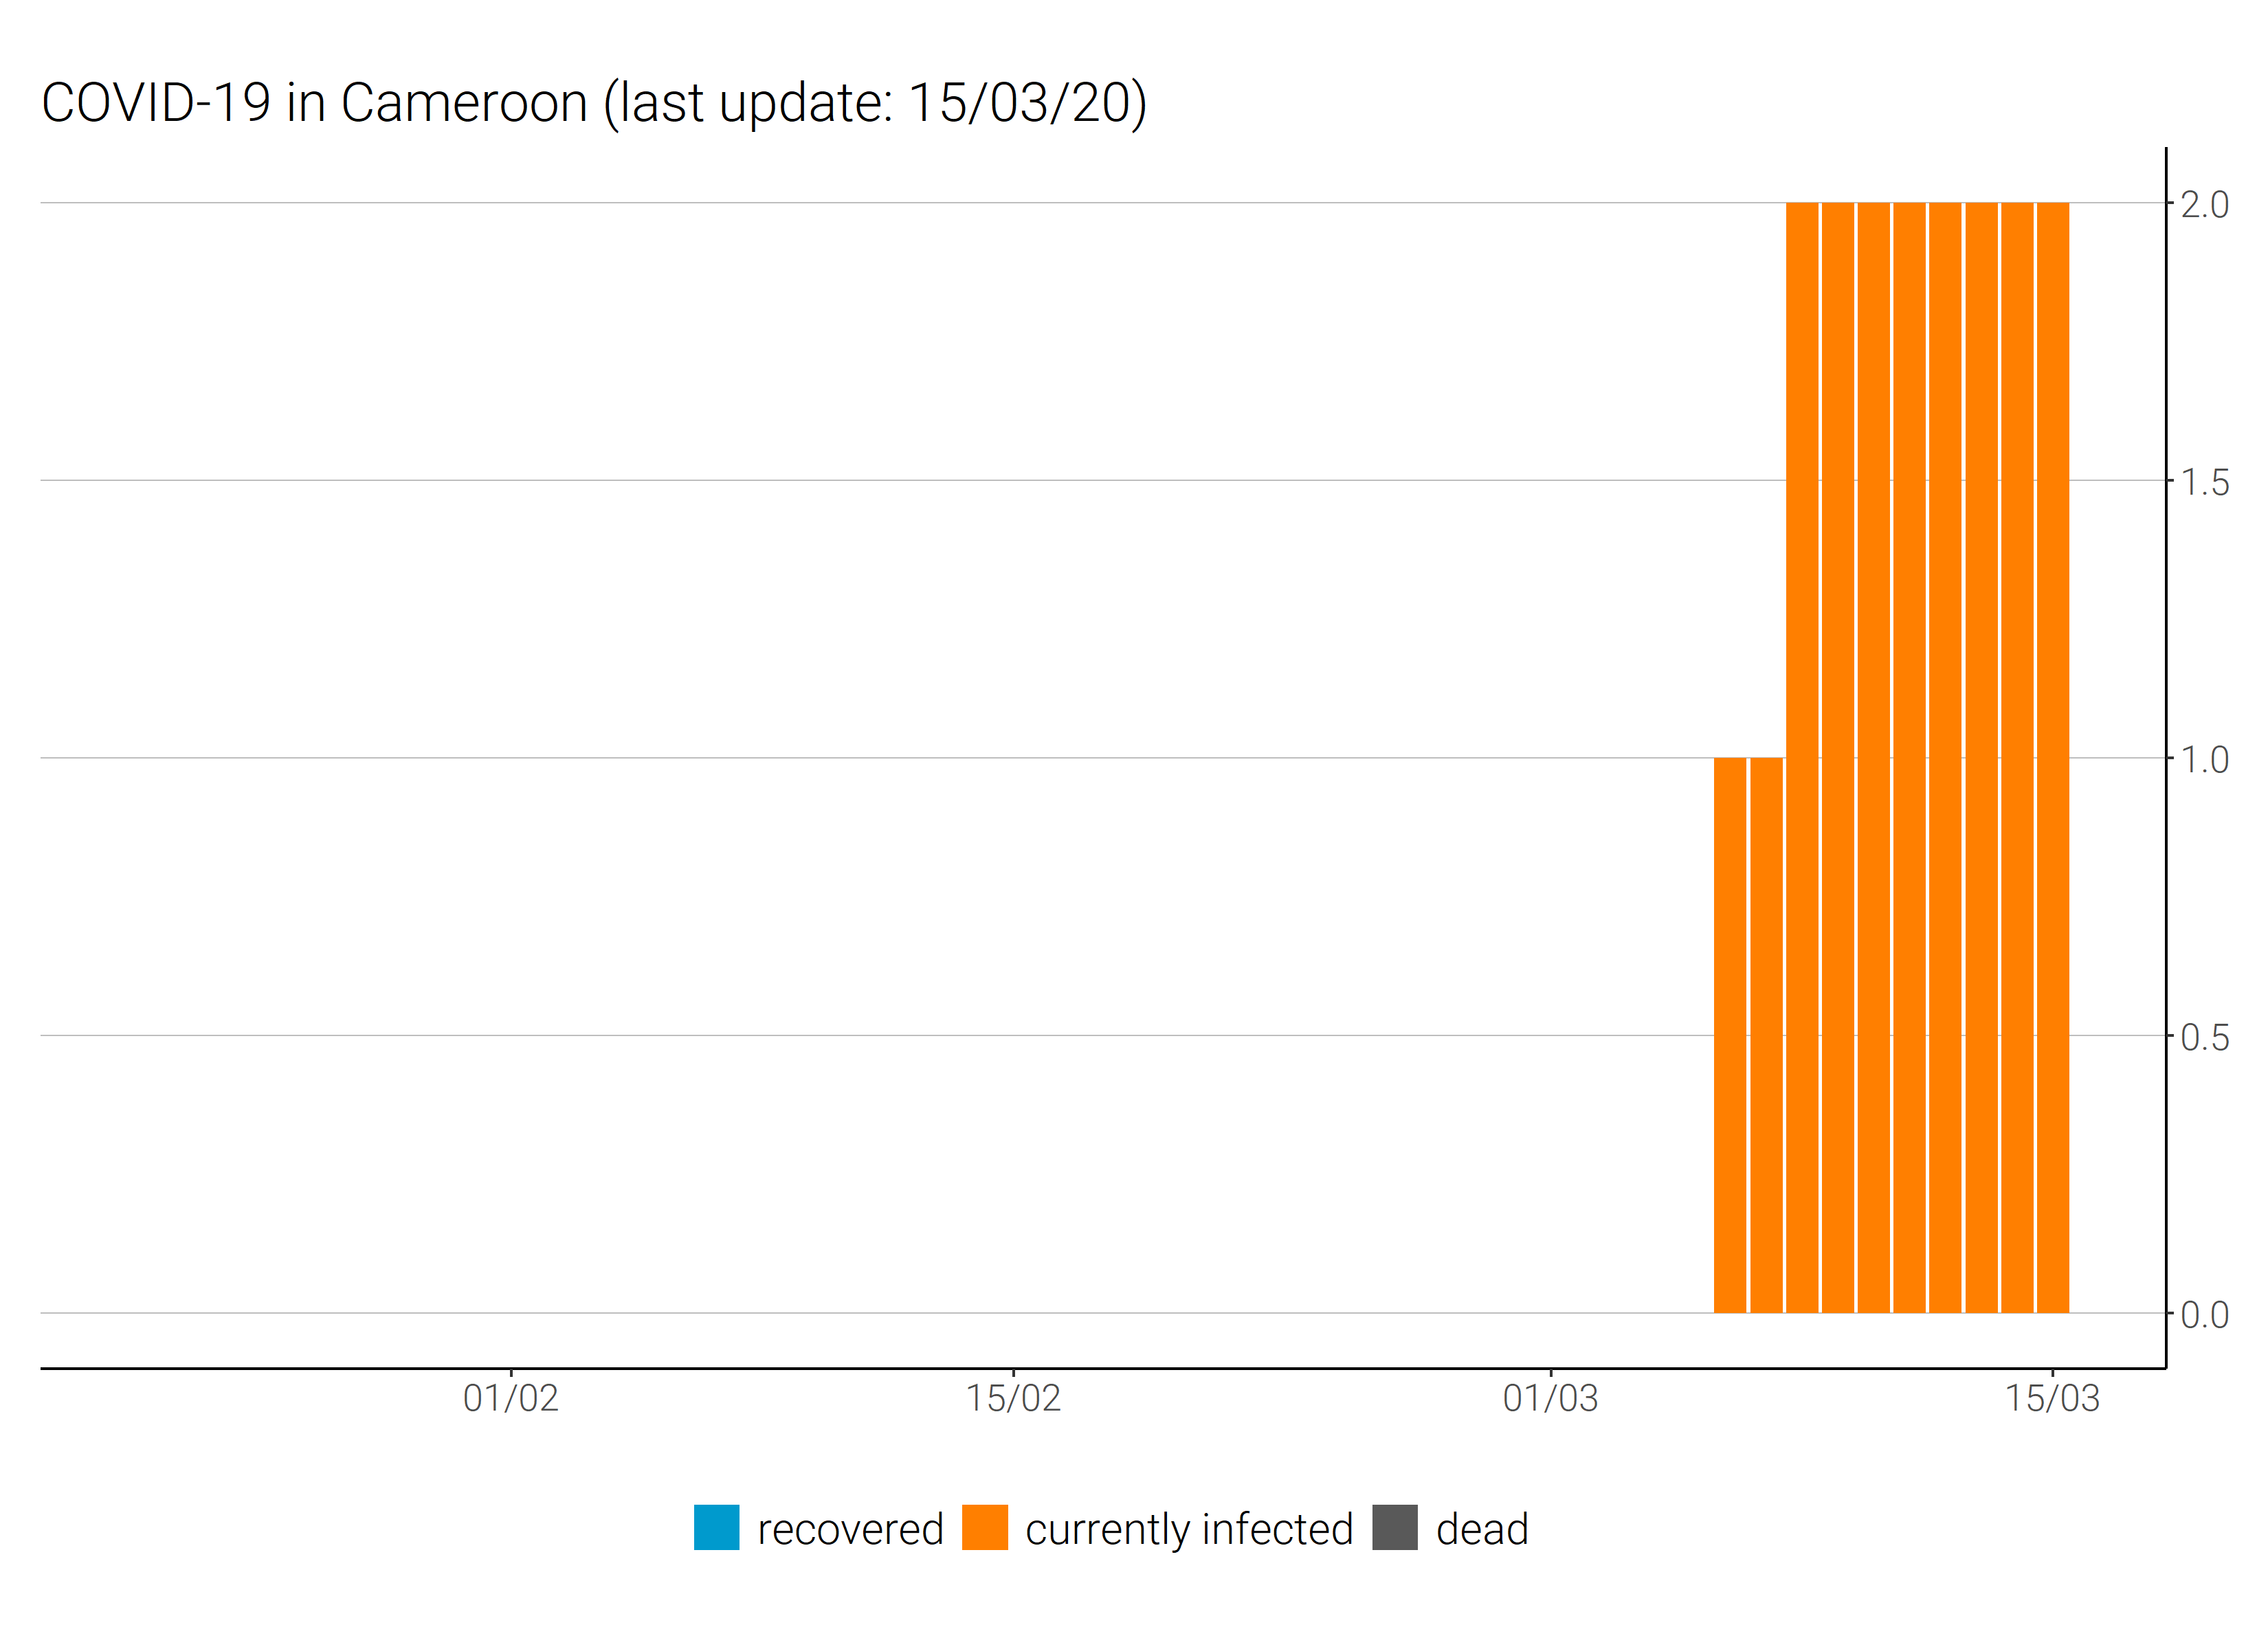 COVID-19 in Cameroon (last update: 15/03/20)
2.0
1.5
1.0
0.5
0.0
01/02 15/02 01/03 15/03
recovered currently infected dead